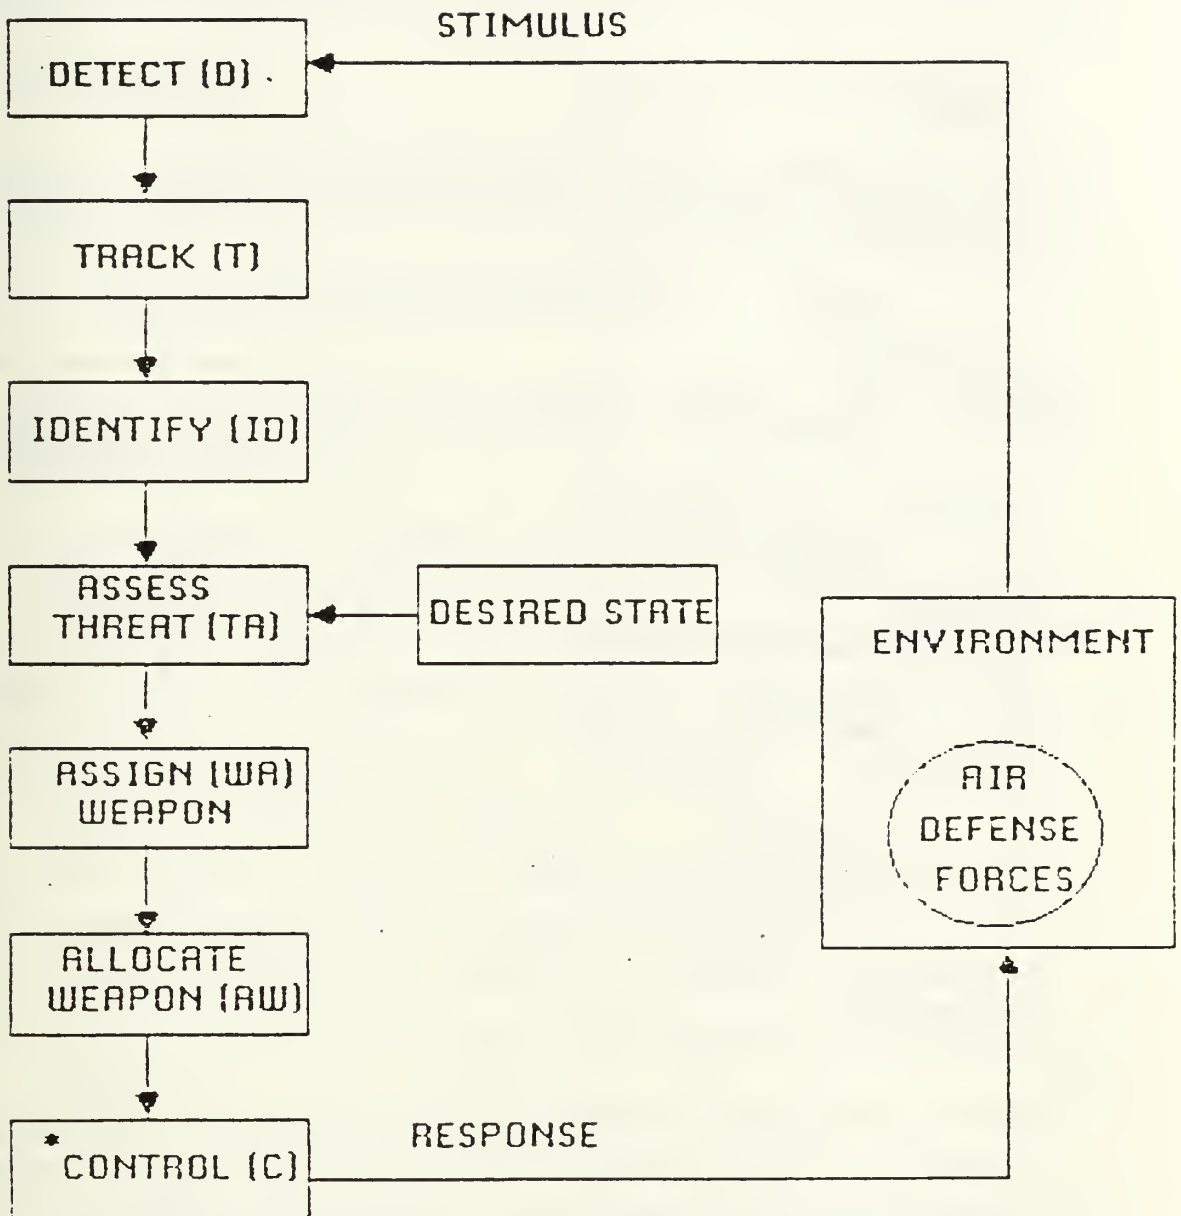 STIMULUS
DETECT (D)
TRACK (T)
IDENTIFY (ID)
ASSESS
THREAT (TA)
DESIRED STATE
ENVIRONMENT
AIR
DEFENSE
FORCES
ASSIGN (WA)
WEAPON
ALLOCATE
WEAPON (AW)
RESPONSE
*CONTROL (C)